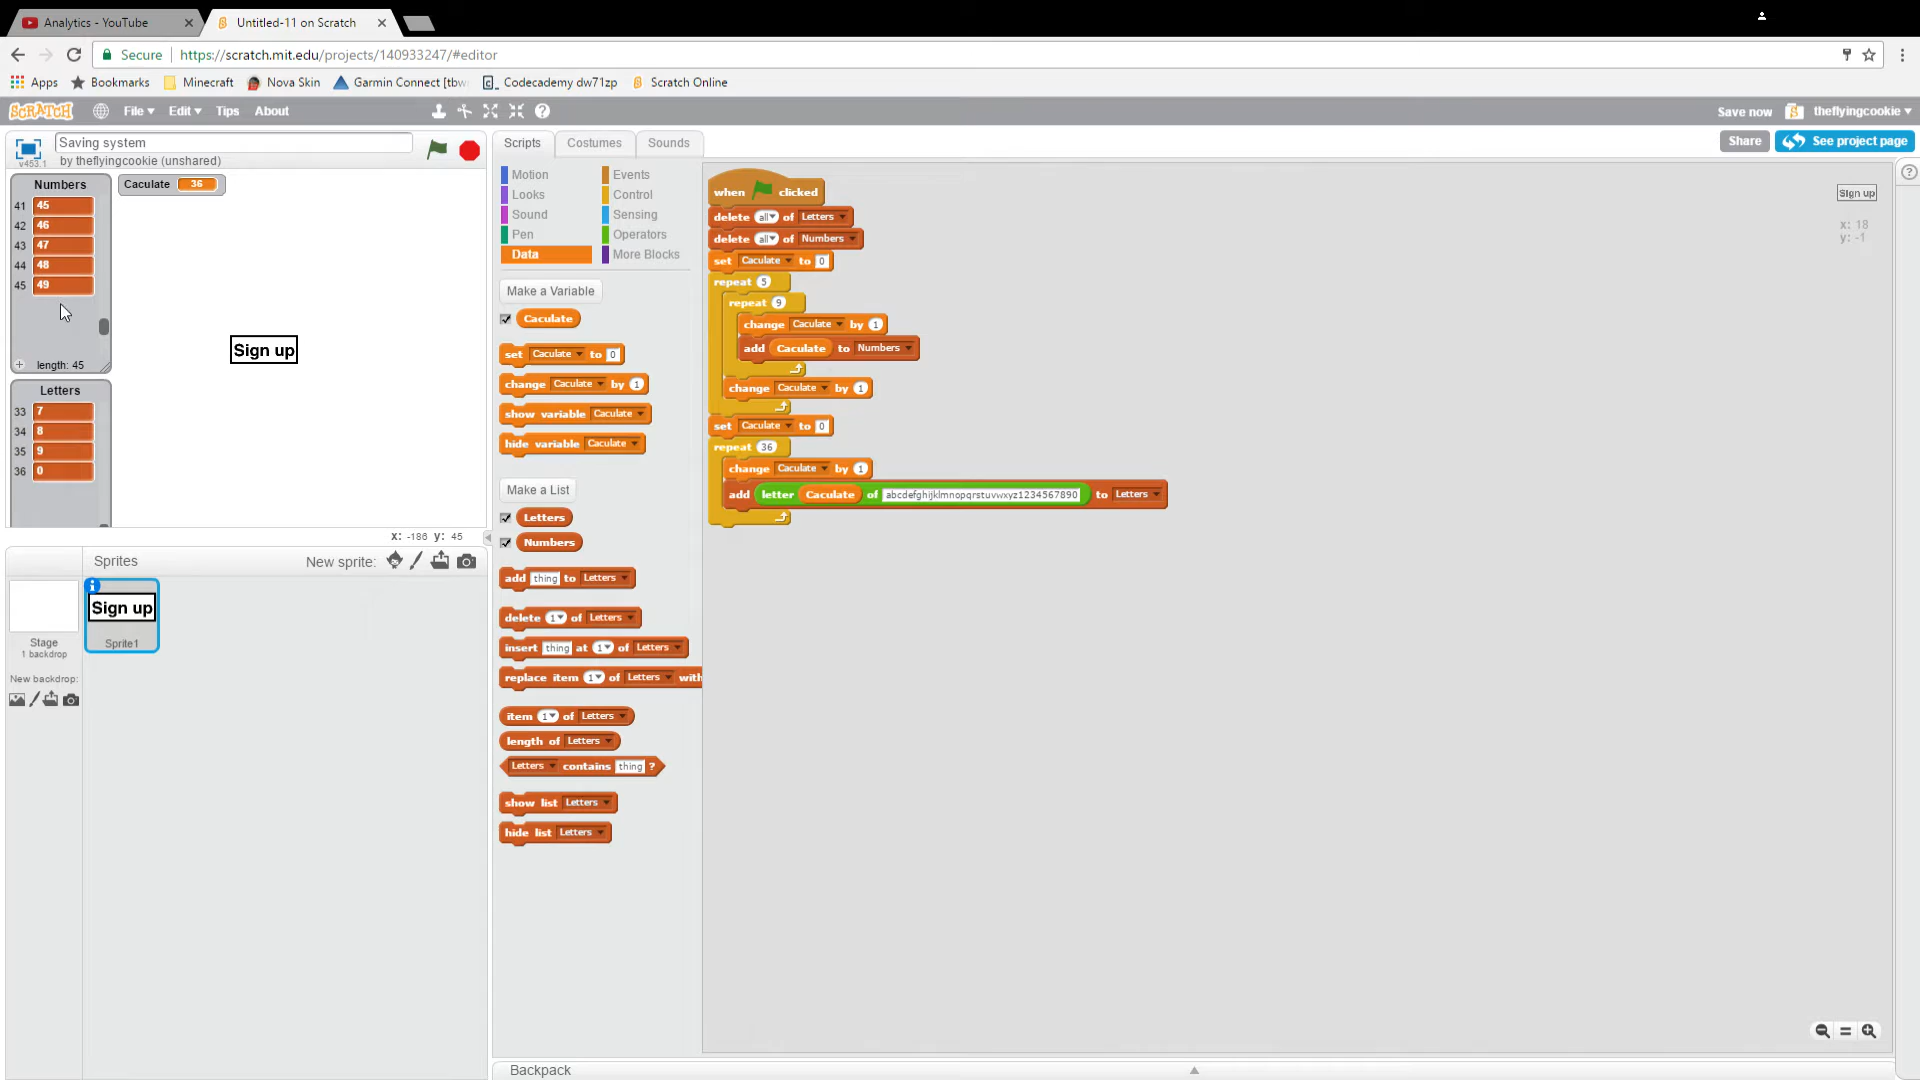 Analytics - YouTube
Untitled-11 on Scratch
Secure
https://scratch.mit.edu/projects/140933247/#editor
Apps
Bookmarks
Minecraft
Nova Skin
Garmin Connect [tbw
Codecademy dw71zp
Scratch Online
SCRATCH
File
Edit
Tips
About
Save now
theflyingcookie
v453.1
Saving system
by theflyingcookie (unshared)
Scripts
Costumes
Sounds
Share
See project page
Numbers
41 45
42 46
43 47
44 48
45 49
+ length: 45
Caculate 36
Sign up
Letters
33 7
34 8
35 9
36 0
x: -186 y: 45
Sprites
New sprite:
Stage
1 backdrop
New backdrop:
Sign up
Sprite1
Motion
Events
Looks
Control
Sound
Sensing
Pen
Operators
Data
More Blocks
Make a Variable
Caculate
set Caculate to 0
change Caculate by 1
show variable Caculate
hide variable Caculate
Make a List
Letters
Numbers
add thing to Letters
delete 1 of Letters
insert thing at 1 of Letters
replace item 1 of Letters with
item 1 of Letters
length of Letters
Letters contains thing ?
show list Letters
hide list Letters
when clicked
delete all of Letters
delete all of Numbers
set Caculate to 0
repeat 5
repeat 9
change Caculate by 1
add Caculate to Numbers
change Caculate by 1
set Caculate to 0
repeat 36
change Caculate by 1
add letter Caculate of abcdefghijklmnopqrstuvwxyz1234567890 to Letters
Sign up
x: 18
y: -1
Backpack